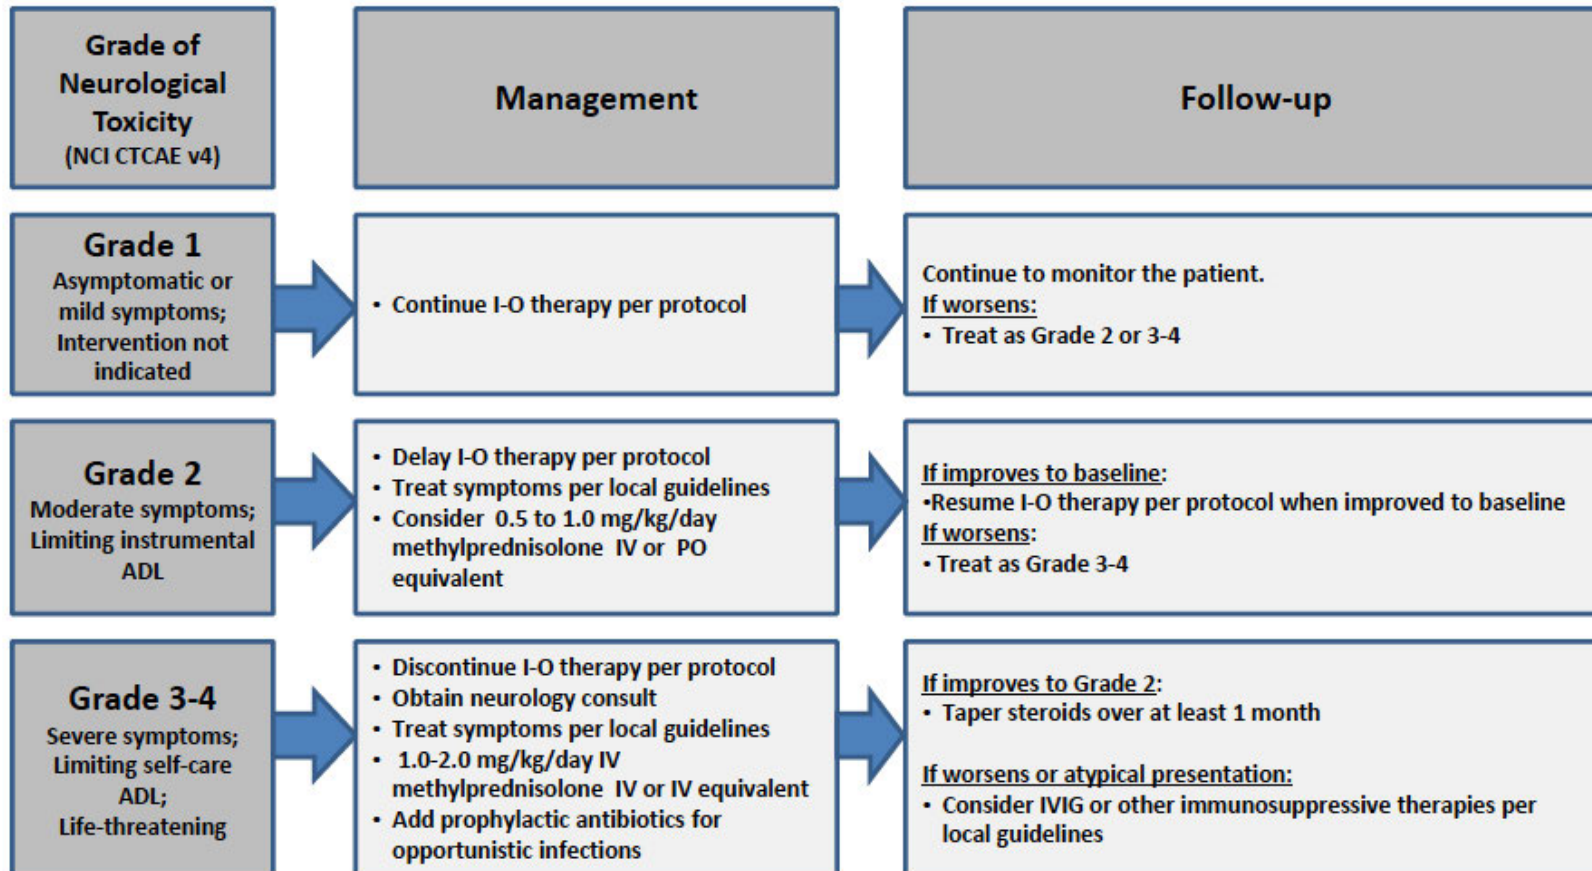 Grade of
Neurological
Toxicity
(NCI CTCAE v4)
Management
Follow-up
Grade 1
Asymptomatic or
mild symptoms;
Intervention not
indicated
• Continue I-O therapy per protocol
Continue to monitor the patient.
If worsens:
• Treat as Grade 2 or 3-4
Grade 2
Moderate symptoms;
Limiting instrumental
ADL
• Delay I-O therapy per protocol
• Treat symptoms per local guidelines
• Consider 0.5 to 1.0 mg/kg/day
methylprednisolone IV or PO
equivalent
If improves to baseline:
•Resume I-O therapy per protocol when improved to baseline
If worsens:
• Treat as Grade 3-4
Grade 3-4
Severe symptoms;
Limiting self-care
ADL;
Life-threatening
• Discontinue I-O therapy per protocol
• Obtain neurology consult
• Treat symptoms per local guidelines
• 1.0-2.0 mg/kg/day IV
methylprednisolone IV or IV equivalent
• Add prophylactic antibiotics for
opportunistic infections
If improves to Grade 2:
• Taper steroids over at least 1 month
If worsens or atypical presentation:
• Consider IVIG or other immunosuppressive therapies per
local guidelines